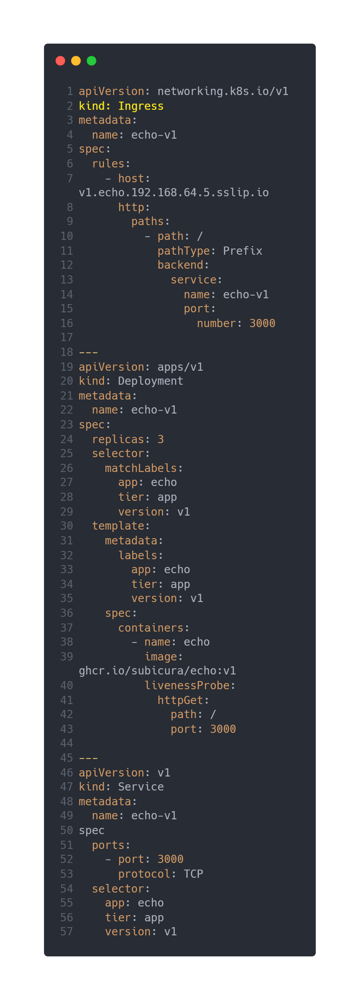 1 apiVersion: networking.k8s.io/v1
2 kind: Ingress
3 metadata:
4   name: echo-v1
5 spec:
6   rules:
7     - host:
v1.echo.192.168.64.5.sslip.io
8       http:
9         paths:
10           - path: /
11             pathType: Prefix
12             backend:
13               service:
14                 name: echo-v1
15                 port:
16                   number: 3000
17
18 ---
19 apiVersion: apps/v1
20 kind: Deployment
21 metadata:
22   name: echo-v1
23 spec:
24   replicas: 3
25   selector:
26     matchLabels:
27       app: echo
28       tier: app
29       version: v1
30   template:
31     metadata:
32       labels:
33         app: echo
34         tier: app
35         version: v1
36     spec:
37       containers:
38         - name: echo
39           image:
ghcr.io/subicura/echo:v1
40           livenessProbe:
41             httpGet:
42               path: /
43               port: 3000
44
45 ---
46 apiVersion: v1
47 kind: Service
48 metadata:
49   name: echo-v1
50 spec
51   ports:
52     - port: 3000
53       protocol: TCP
54   selector:
55     app: echo
56     tier: app
57     version: v1